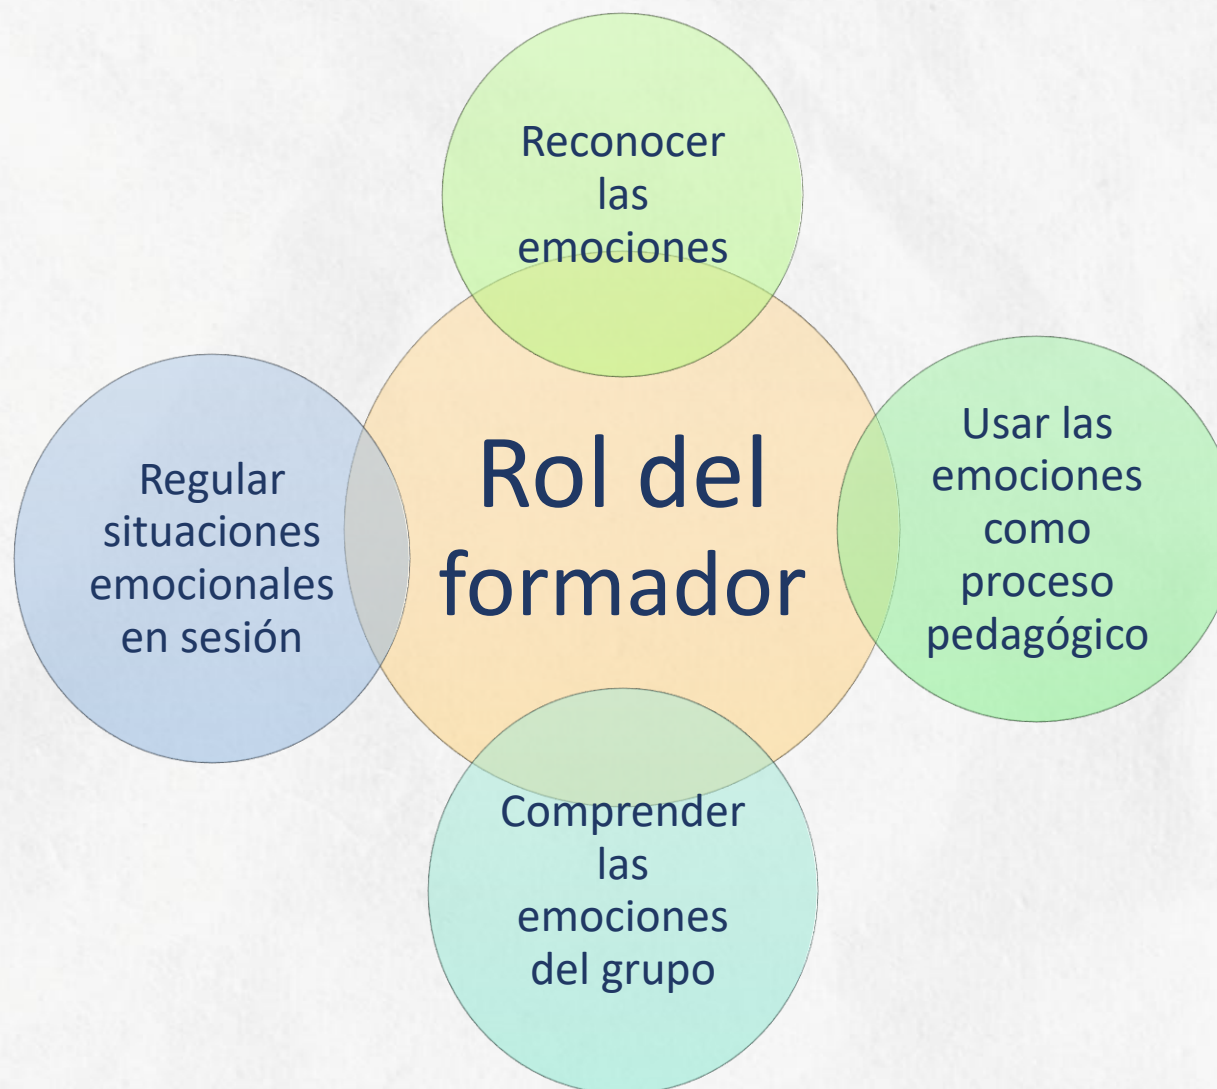 Reconocer
las
emociones
Rol del
formador
Usar las
emociones
como
proceso
pedagógico
Comprender
las
emociones
del grupo
Regular
situaciones
emocionales
en sesión